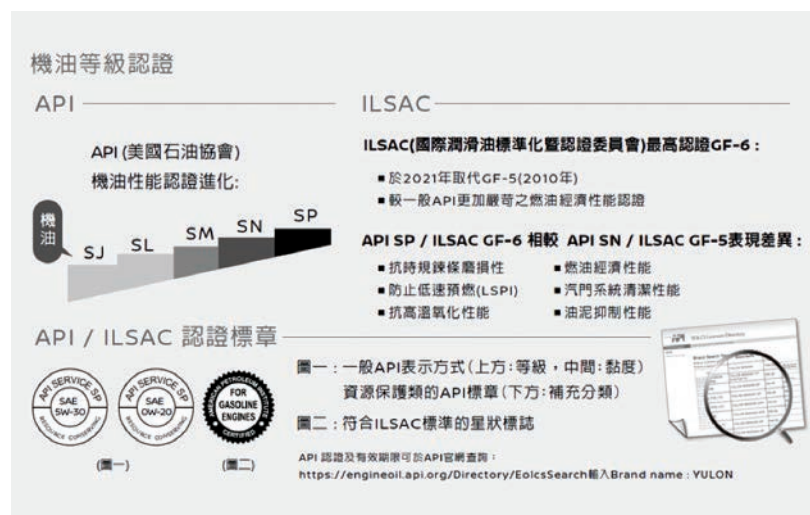 機油等級認證
API
API (美國石油協會)
機油性能認證進化:
機油
SJ
SL
SM
SN
SP
ILSAC
ILSAC(國際潤滑油標準化暨認證委員會)最高認證GF-6：
■於2021年取代GF-5(2010年)
■較一般API更加嚴苛之燃油經濟性能認證
API SP / ILSAC GF-6 相較 API SN / ILSAC GF-5表現差異：
■抗時規鍊條磨損性
■燃油經濟性能
■防止低速預燃(LSPI)
■汽門系統清潔性能
■抗高溫氧化性能
■油泥抑制性能
API / ILSAC 認證標章
API SERVICE SP
SAE
5W-30
RESOURCE CONSERVING
API SERVICE SP
SAE
0W-20
RESOURCE CONSERVING
AMERICAN PETROLEUM INSTITUTE
FOR
GASOLINE
ENGINES
CERTIFIED
(圖一)
(圖二)
圖一：一般API表示方式(上方:等級，中間:黏度)
資源保護類的API標章(下方:補充分類)
圖二：符合ILSAC標準的星狀標誌
API 認證及有效期限可於API官網查詢：
https://engineoil.api.org/Directory/EolcsSearch輸入Brand name : YULON
API